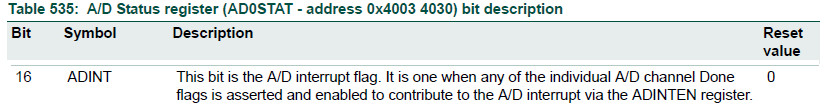 Table 535: A/D Status register (AD0STAT - address 0x4003 4030) bit description
Bit Symbol Description Reset value
16 ADINT This bit is the A/D interrupt flag. It is one when any of the individual A/D channel Done 0
flags is asserted and enabled to contribute to the A/D interrupt via the ADINTEN register.